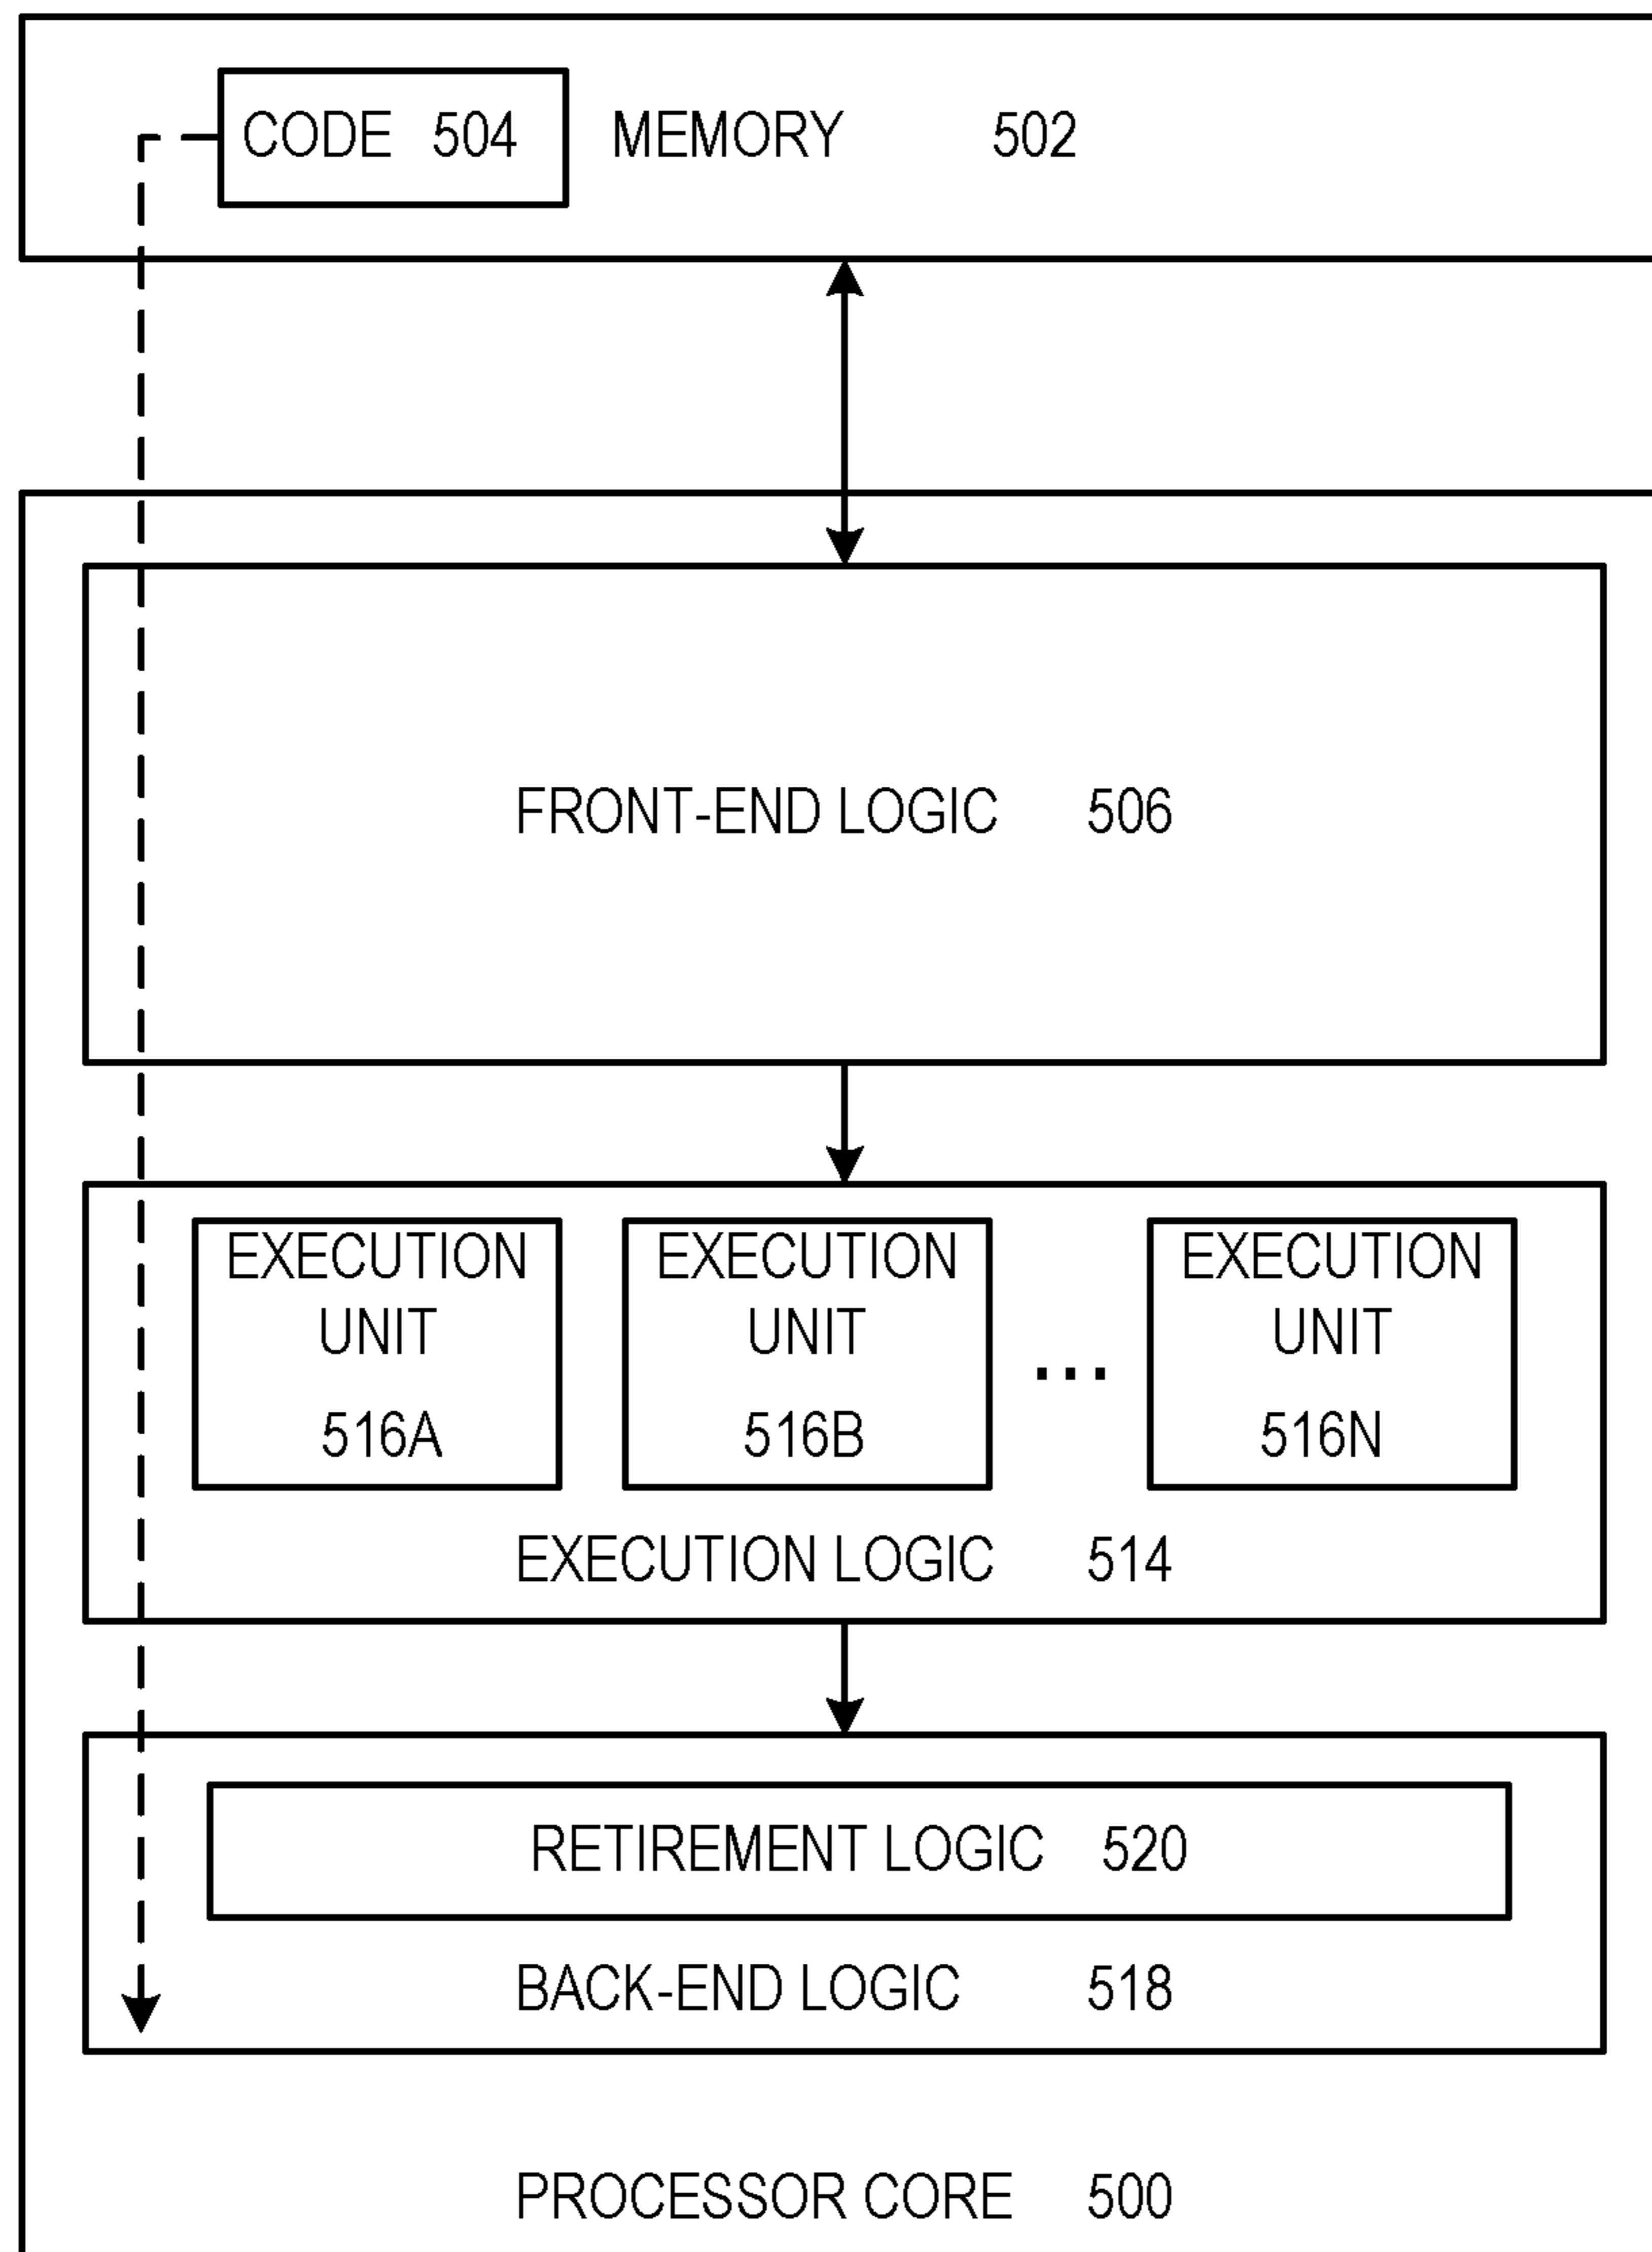 CODE 504 MEMORY 502
FRONT-END LOGIC 506
EXECUTION UNIT 516A
EXECUTION UNIT 516B
...
EXECUTION UNIT 516N
EXECUTION LOGIC 514
RETIREMENT LOGIC 520
BACK-END LOGIC 518
PROCESSOR CORE 500